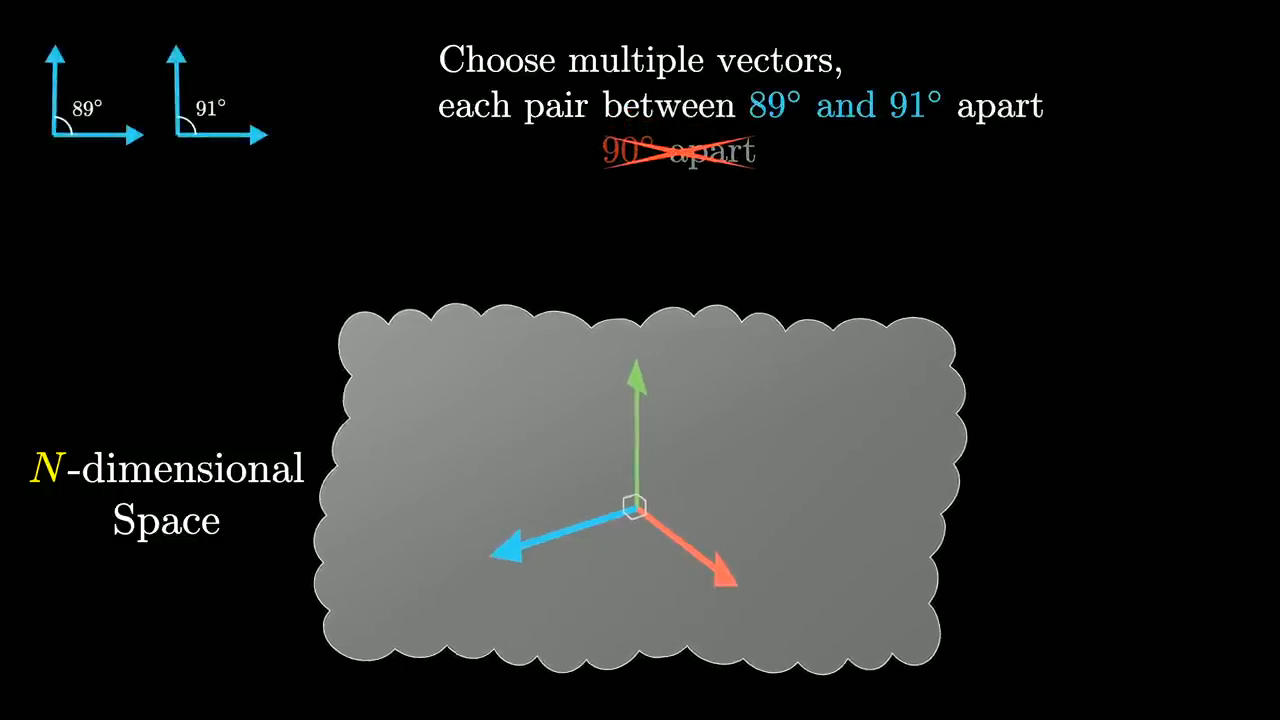 89° 91°
Choose multiple vectors,
each pair between 89° and 91° apart
90° apart
N-dimensional
Space